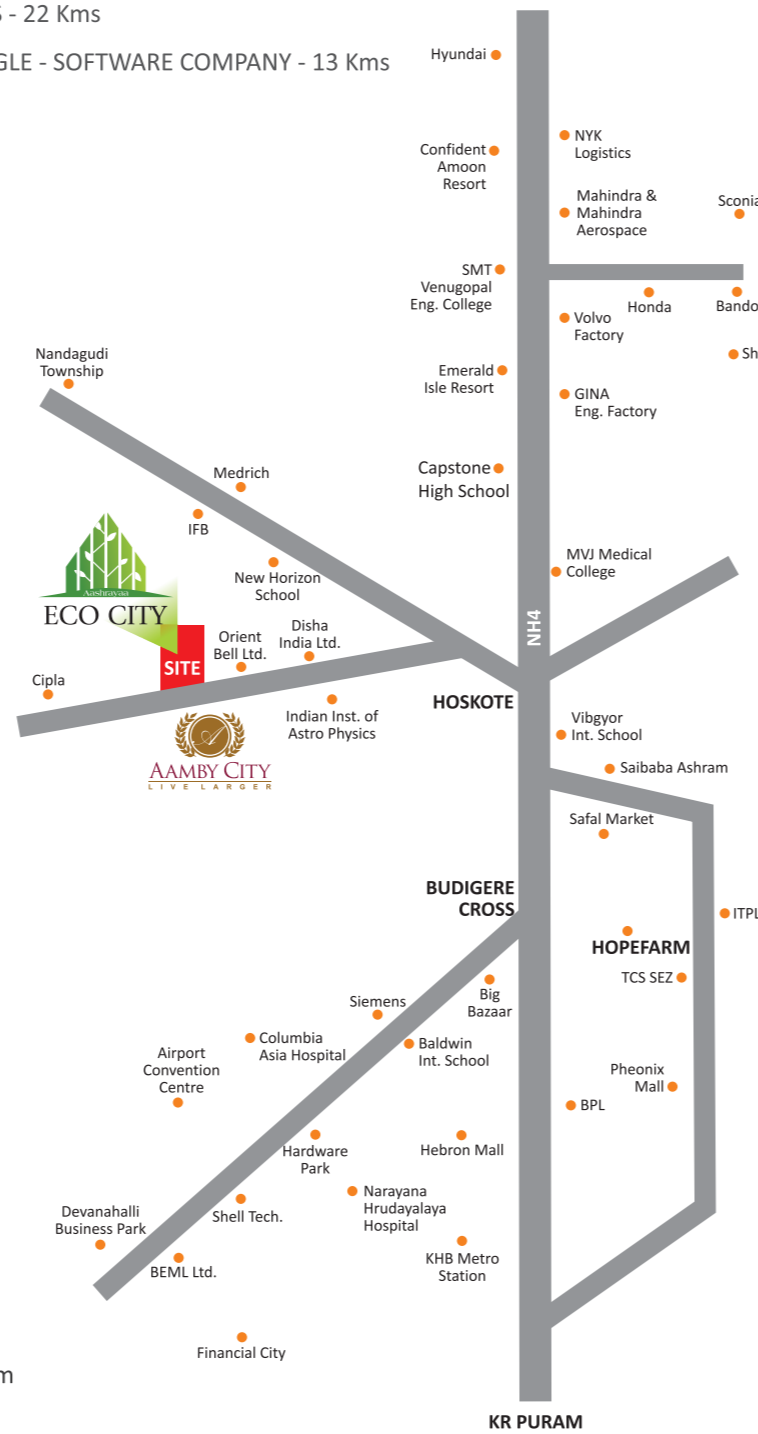 - 22 Kms
- SOFTWARE COMPANY - 13 Kms
Hyundai
NYK
Logistics
Confident
Amoon
Resort
Mahindra &
Mahindra
Aerospace
Sconia
SMT
Venugopal
Eng. College
Honda
Bando
Volvo
Factory
Sh
Nandagudi
Township
Emerald
Isle Resort
GINA
Eng. Factory
Capstone
High School
Medrich
IFB
MVJ Medical
College
New Horizon
School
Aashrayaa
ECO CITY
NH4
Orient
Bell Ltd.
Disha
India Ltd.
SITE
Cipla
HOSKOTE
Indian Inst. of
Astro Physics
Vibgyor
Int. School
A
AAMBY CITY
LIVE LARGER
Saibaba Ashram
Safal Market
BUDIGERE
CROSS
ITPL
HOPEFARM
TCS SEZ
Big
Bazaar
Siemens
Columbia
Asia Hospital
Baldwin
Int. School
Airport
Convention
Centre
Pheonix
Mall
BPL
Hardware
Park
Hebron Mall
Narayana
Hrudayalaya
Hospital
Devanahalli
Business Park
Shell Tech.
KHB Metro
Station
BEML Ltd.
Financial City
m
KR PURAM